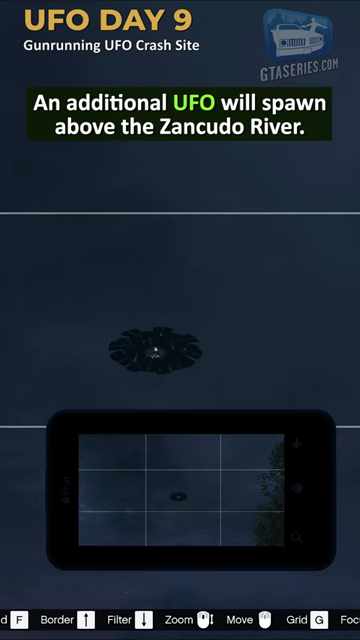 UFO DAY 9
Gunrunning UFO Crash Site
GTASERIES.COM
An additional UFO will spawn
above the Zancudo River.
d F Border Filter Zoom Move Grid G Foc